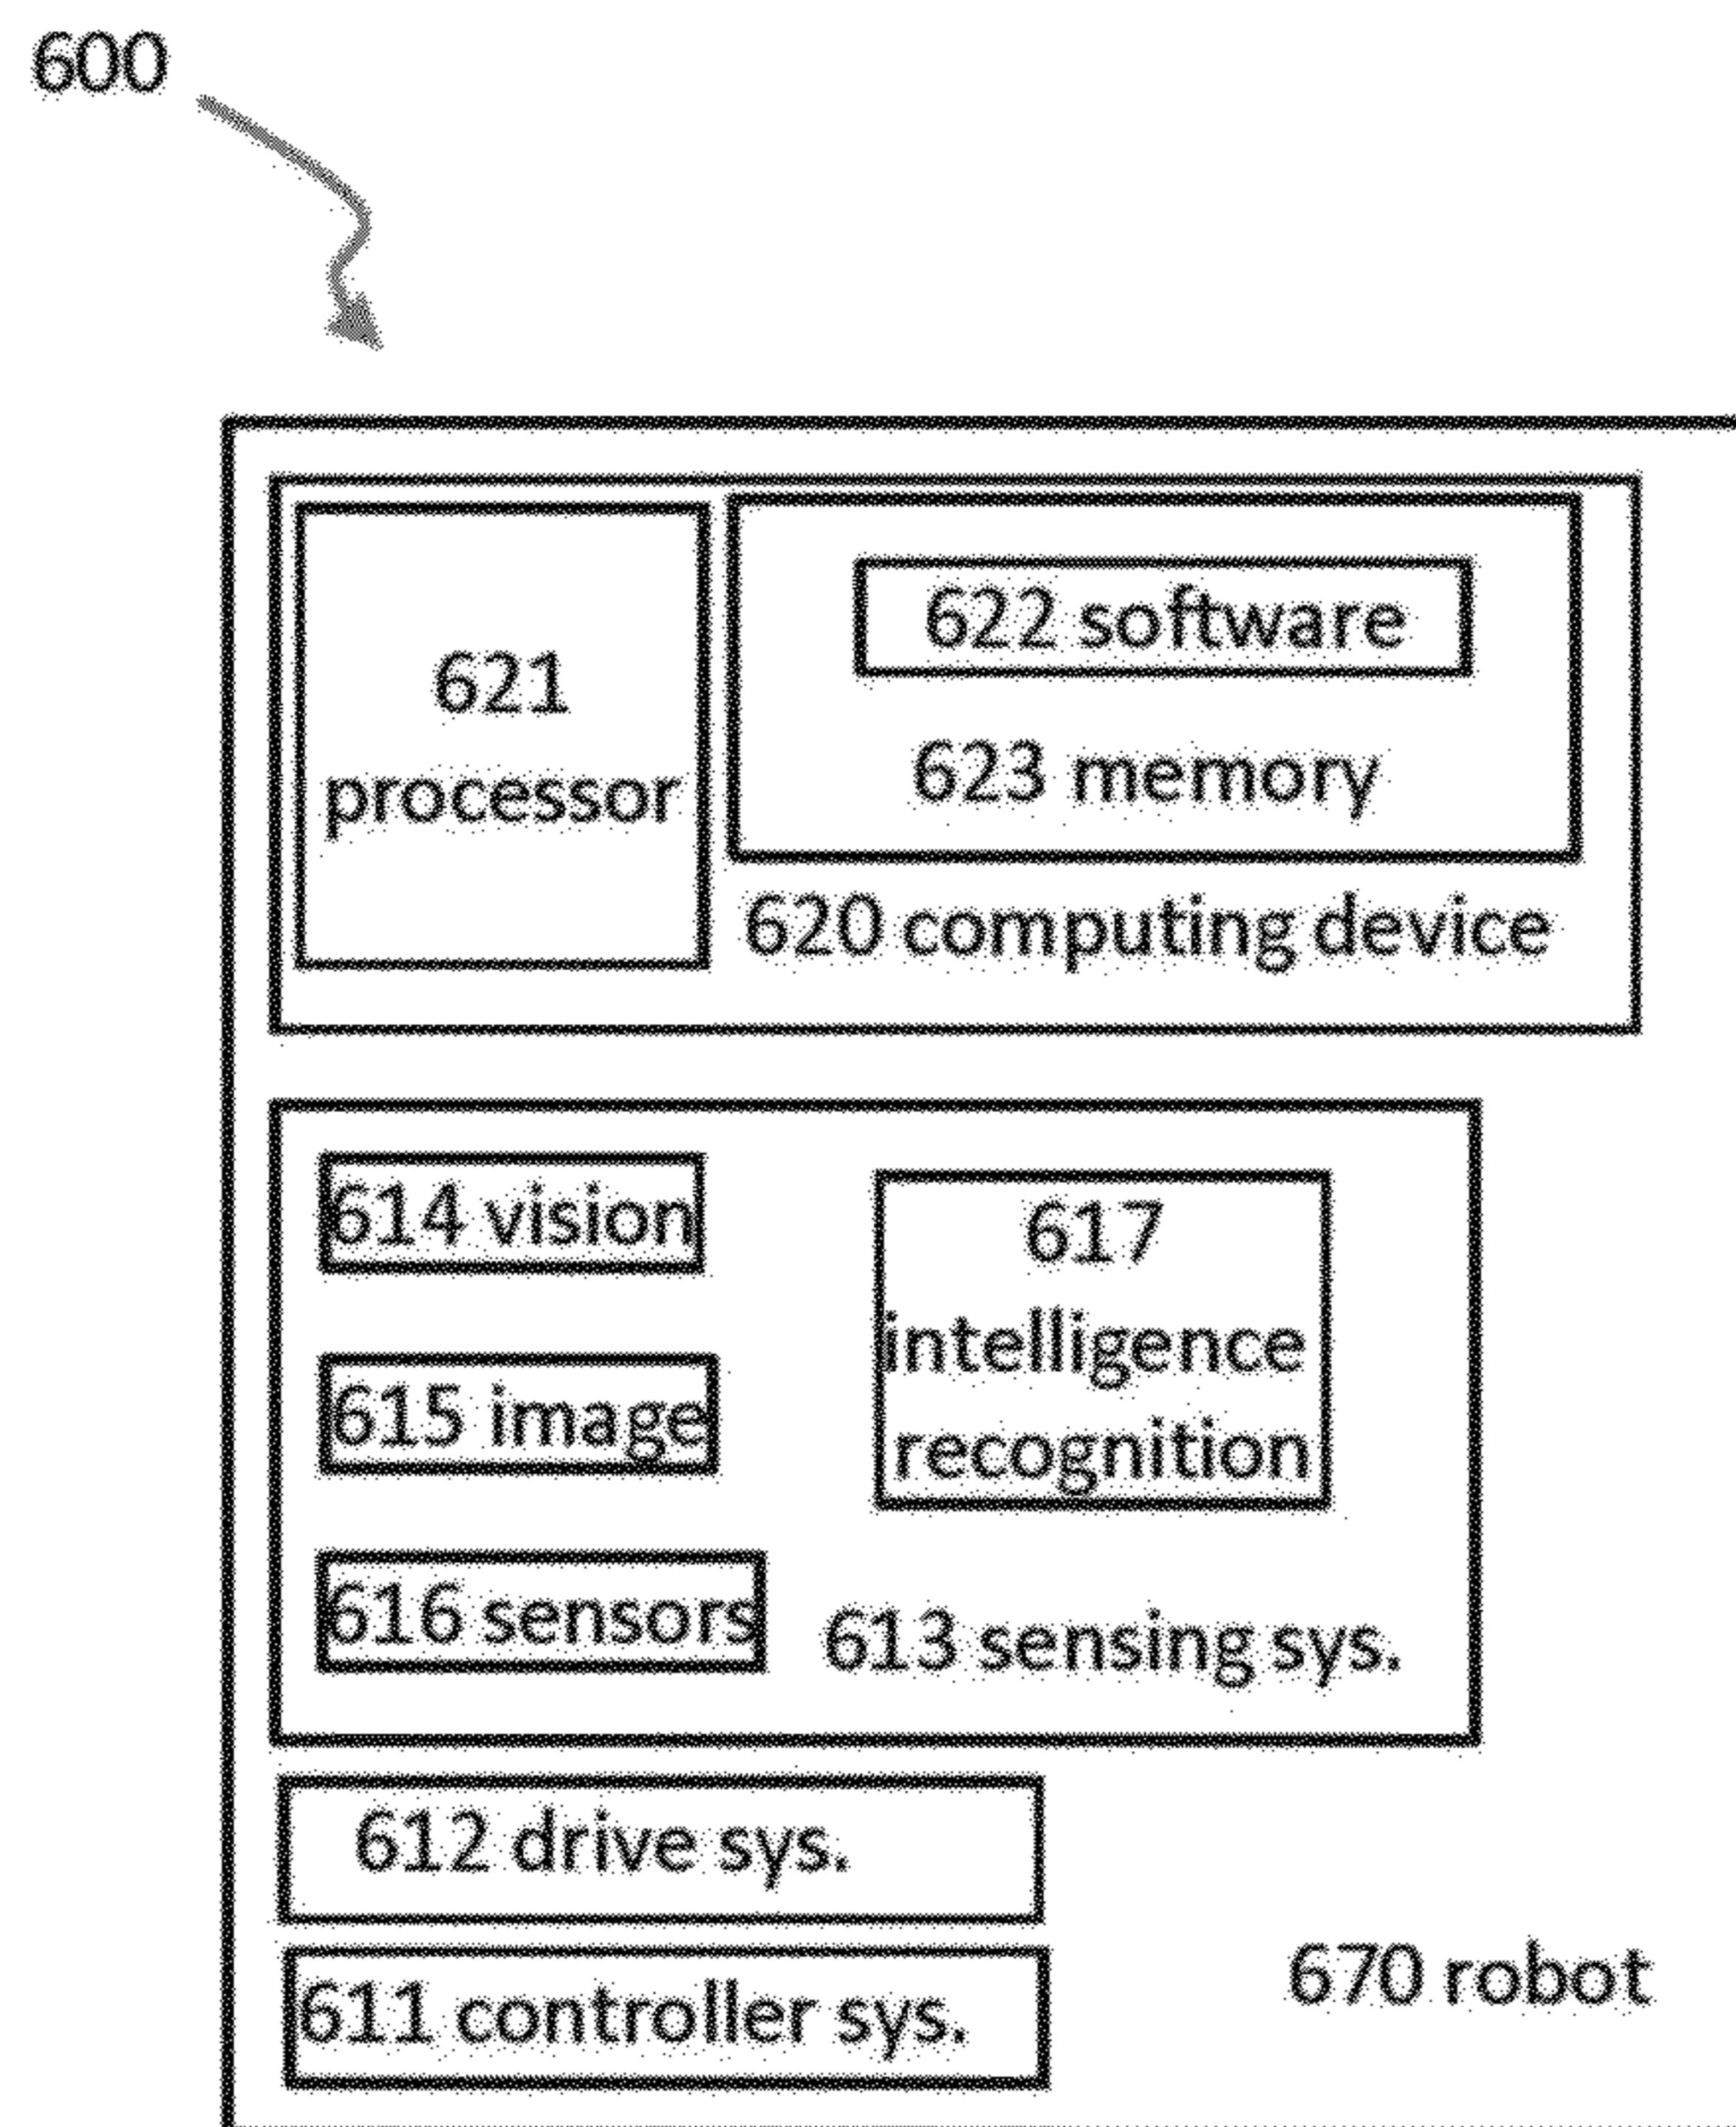 600
622 software
621
processor
623 memory
620 computing device
614 vision
617
intelligence
recognition
615 image
616 sensors
613 sensing sys.
612 drive sys.
670 robot
611 controller sys.